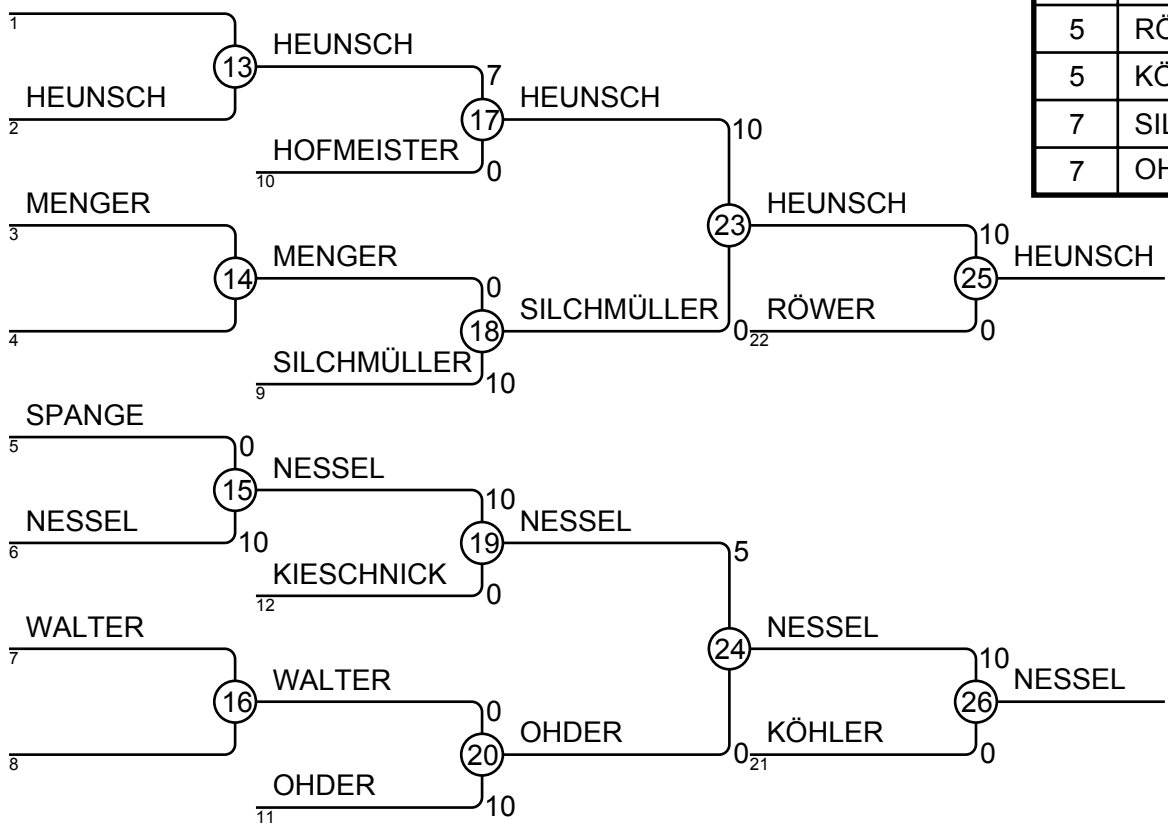 1
13
HEUNSCH
7
HEUNSCH
2
17
HEUNSCH
10
HOFMEISTER
10
0
MENGER
3
23
HEUNSCH
10
14
MENGER
0
25
HEUNSCH
4
18
SILCHMÜLLER
0
22
RÖWER
0
SILCHMÜLLER
9
10
SPANGE
5
0
15
NESSEL
10
NESSEL
6
10
19
NESSEL
5
KIESCHNICK
12
0
WALTER
7
24
NESSEL
10
16
WALTER
0
26
NESSEL
8
20
OHDER
0
21
KÖHLER
0
OHDER
11
10
5
5
7
7